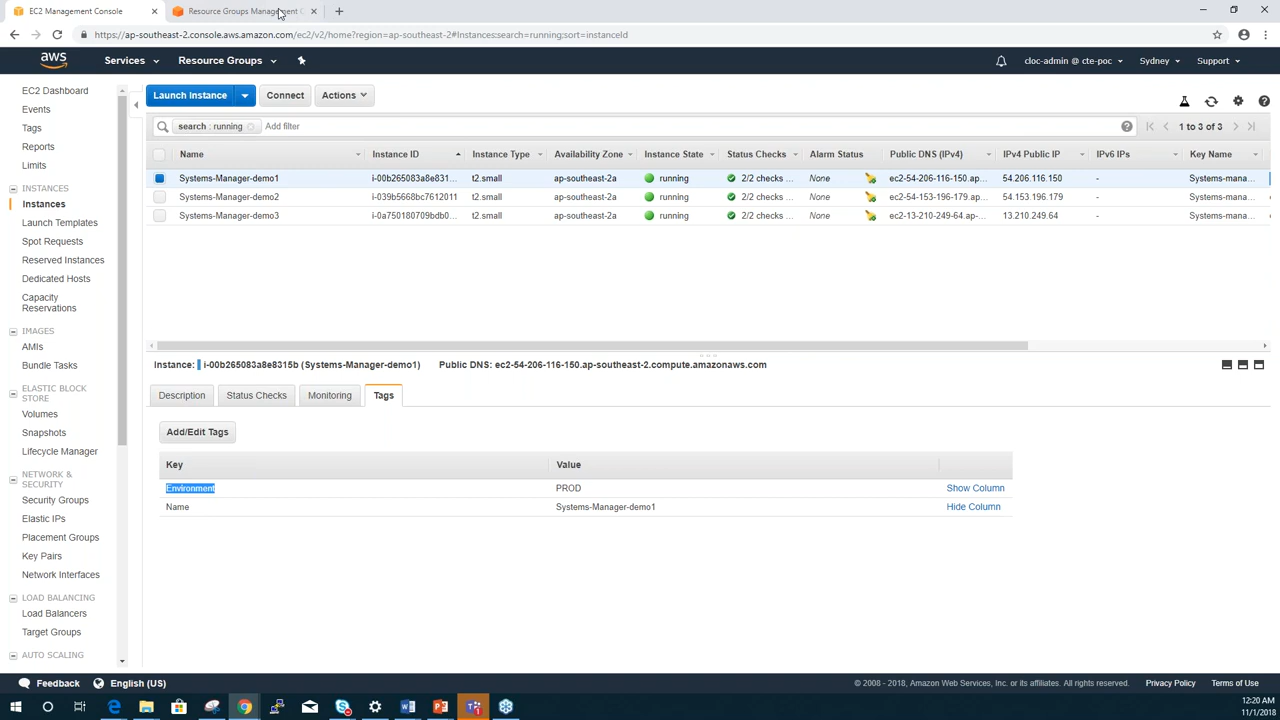 EC2 Management Console
Resource Groups Management C
https://ap-southeast-2.console.aws.amazon.com/ec2/v2/home?region=ap-southeast-2#Instances:search=running;sort=instanceId
aws
Services
Resource Groups
cloc-admin @ cte-poc
Sydney
Support
EC2 Dashboard
Events
Tags
Reports
Limits
INSTANCES
Instances
Launch Templates
Spot Requests
Reserved Instances
Dedicated Hosts
Capacity
Reservations
IMAGES
AMIs
Bundle Tasks
ELASTIC BLOCK
STORE
Volumes
Snapshots
Lifecycle Manager
NETWORK &
SECURITY
Security Groups
Elastic IPs
Placement Groups
Key Pairs
Network Interfaces
LOAD BALANCING
Load Balancers
Target Groups
AUTO SCALING
Launch Instance
Connect
Actions
search : running
Add filter
1 to 3 of 3
Name Instance ID Instance Type Availability Zone Instance State Status Checks Alarm Status Public DNS (IPv4) IPv4 Public IP IPv6 IPs Key Name
Systems-Manager-demo1 i-00b265083a8e831... t2.small ap-southeast-2a running 2/2 checks ... None ec2-54-206-116-150.ap... 54.206.116.150 - Systems-mana...
Systems-Manager-demo2 i-039b5668bc7612011 t2.small ap-southeast-2a running 2/2 checks ... None ec2-54-153-196-179.ap... 54.153.196.179 - Systems-mana...
Systems-Manager-demo3 i-0a750180709bdb0... t2.small ap-southeast-2a running 2/2 checks ... None ec2-13-210-249-64.ap-... 13.210.249.64 - Systems-mana...
Instance: i-00b265083a8e8315b (Systems-Manager-demo1) Public DNS: ec2-54-206-116-150.ap-southeast-2.compute.amazonaws.com
Description
Status Checks
Monitoring
Tags
Add/Edit Tags
Key Value
Environment PROD Show Column
Name Systems-Manager-demo1 Hide Column
Feedback
English (US)
© 2008 - 2018, Amazon Web Services, Inc. or its affiliates. All rights reserved.
Privacy Policy
Terms of Use
12:20 AM
11/1/2018